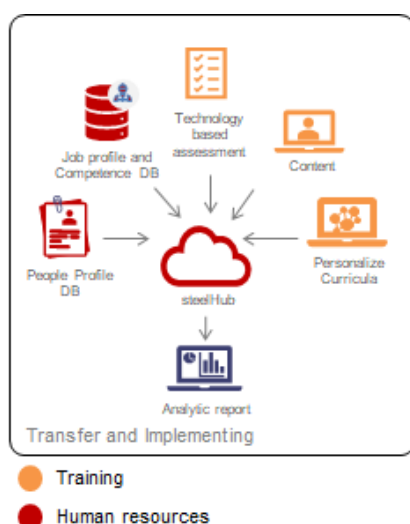 Technology
based
assessment
Job profile and
Competence DB
Content
People Profile
DB
steelHub
Personalize
Curricula
Analytic report
Transfer and Implementing
Training
Human resources